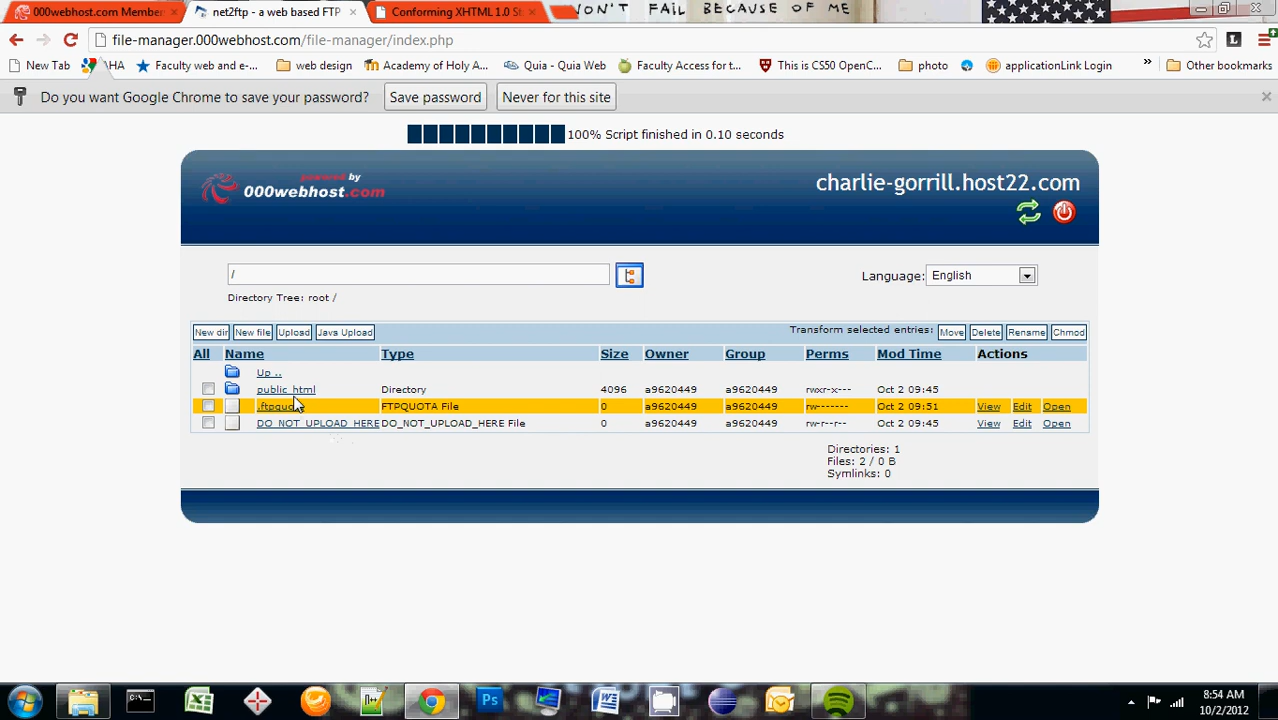 WON'T FAIL BECAUSE OF ME
000webhost.com Membe
net2ftp - a web based FTP
Conforming XHTML 1.0 St
file-manager.000webhost.com/file-manager/index.php
New Tab
AHA
Faculty web and e-...
web design
Academy of Holy A...
Quia - Quia Web
Faculty Access for t...
This is CS50 OpenC...
photo
applicationLink Login
»
Other bookmarks
Do you want Google Chrome to save your password?
Save password
Never for this site
100% Script finished in 0.10 seconds
powered by
000webhost.com
charlie-gorrill.host22.com
/
Language: English
Directory Tree: root /
New dir New file Upload Java Upload Transform selected entries: Move Delete Rename Chmod
All Name Type Size Owner Group Perms Mod Time Actions
Up ..
public_html Directory 4096 a9620449 a9620449 rwxr-x--- Oct 2 09:45
.ftpquota FTPQUOTA File 0 a9620449 a9620449 rw------- Oct 2 09:51 View Edit Open
DO_NOT_UPLOAD_HERE DO_NOT_UPLOAD_HERE File 0 a9620449 a9620449 rw-r--r-- Oct 2 09:45 View Edit Open
Directories: 1
Files: 2 / 0 B
Symlinks: 0
Ps
8:54 AM
10/2/2012